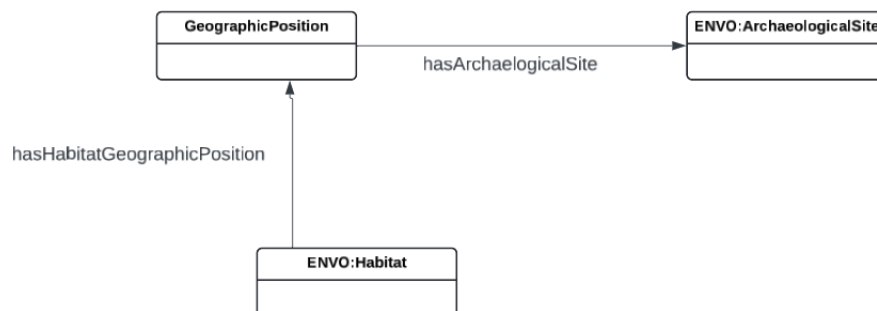 GeographicPosition
ENVO:ArchaeologicalSite
hasArchaelogicalSite
hasHabitatGeographicPosition
ENVO:Habitat